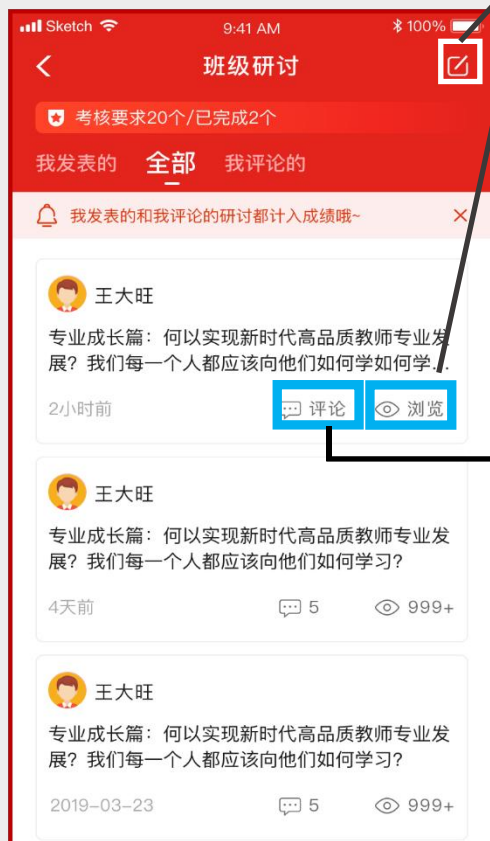 Sketch 9:41 AM 100%
班级研讨
考核要求20个/已完成2个
我发表的 全部 我评论的
我发表的和我评论的研讨都计入成绩哦~
王大旺
专业成长篇：何以实现新时代高品质教师专业发
展？我们每一个人都应该向他们如何学如何学...
2小时前 评论 浏览
王大旺
专业成长篇：何以实现新时代高品质教师专业发
展？我们每一个人都应该向他们如何学习？
4天前 5 999+
王大旺
专业成长篇：何以实现新时代高品质教师专业发
展？我们每一个人都应该向他们如何学习？
2019-03-23 5 999+